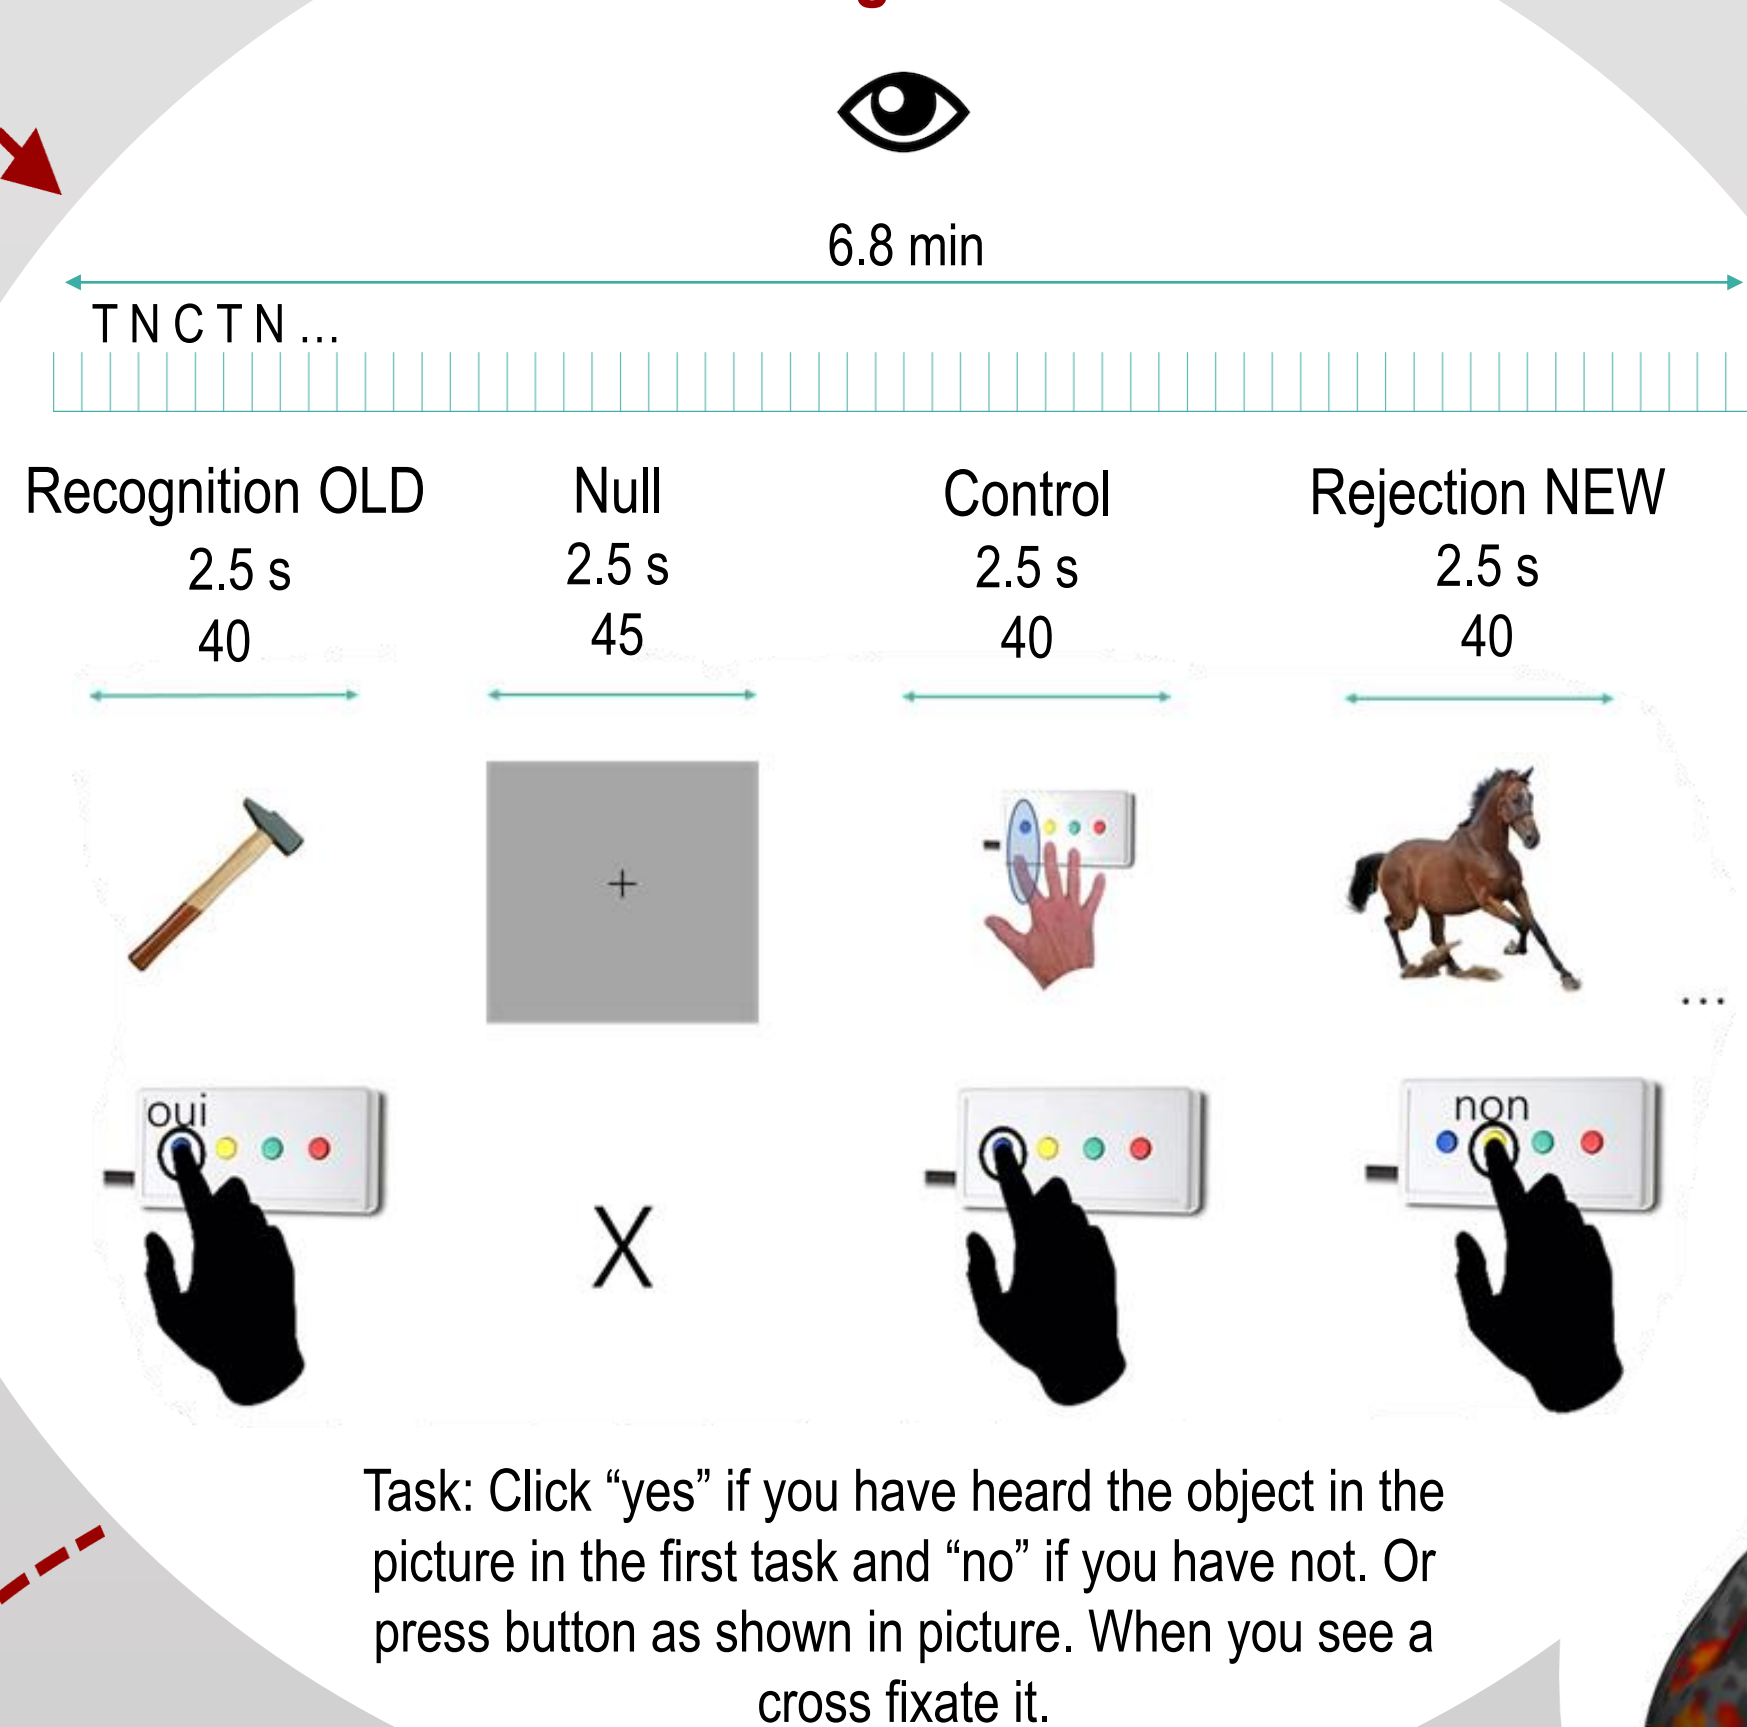 6.8 min
T N C T N ...
Recognition OLD
2.5 s
40
Null
2.5 s
45
Control
2.5 s
40
Rejection NEW
2.5 s
40
...
oui
X
non
Task: Click “yes” if you have heard the object in the
picture in the first task and “no” if you have not. Or
press button as shown in picture. When you see a
cross fixate it.